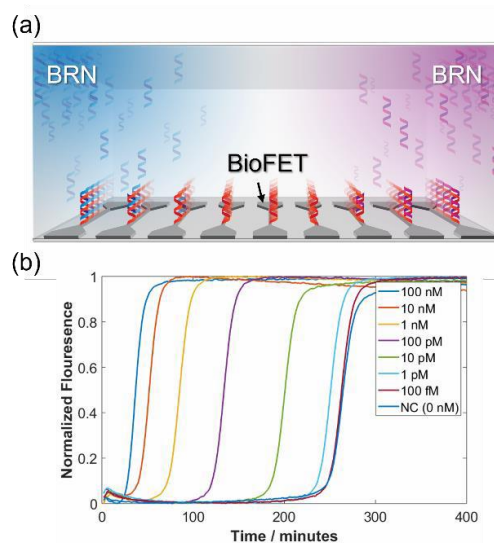 (a)
BRN
BRN
BioFET
(b)
Normalized Flouresence
1
0.8
0.6
0.4
0.2
0
0
100
200
300
400
Time / minutes
100 nM
10 nM
1 nM
100 pM
10 pM
1 pM
100 fM
NC (0 nM)